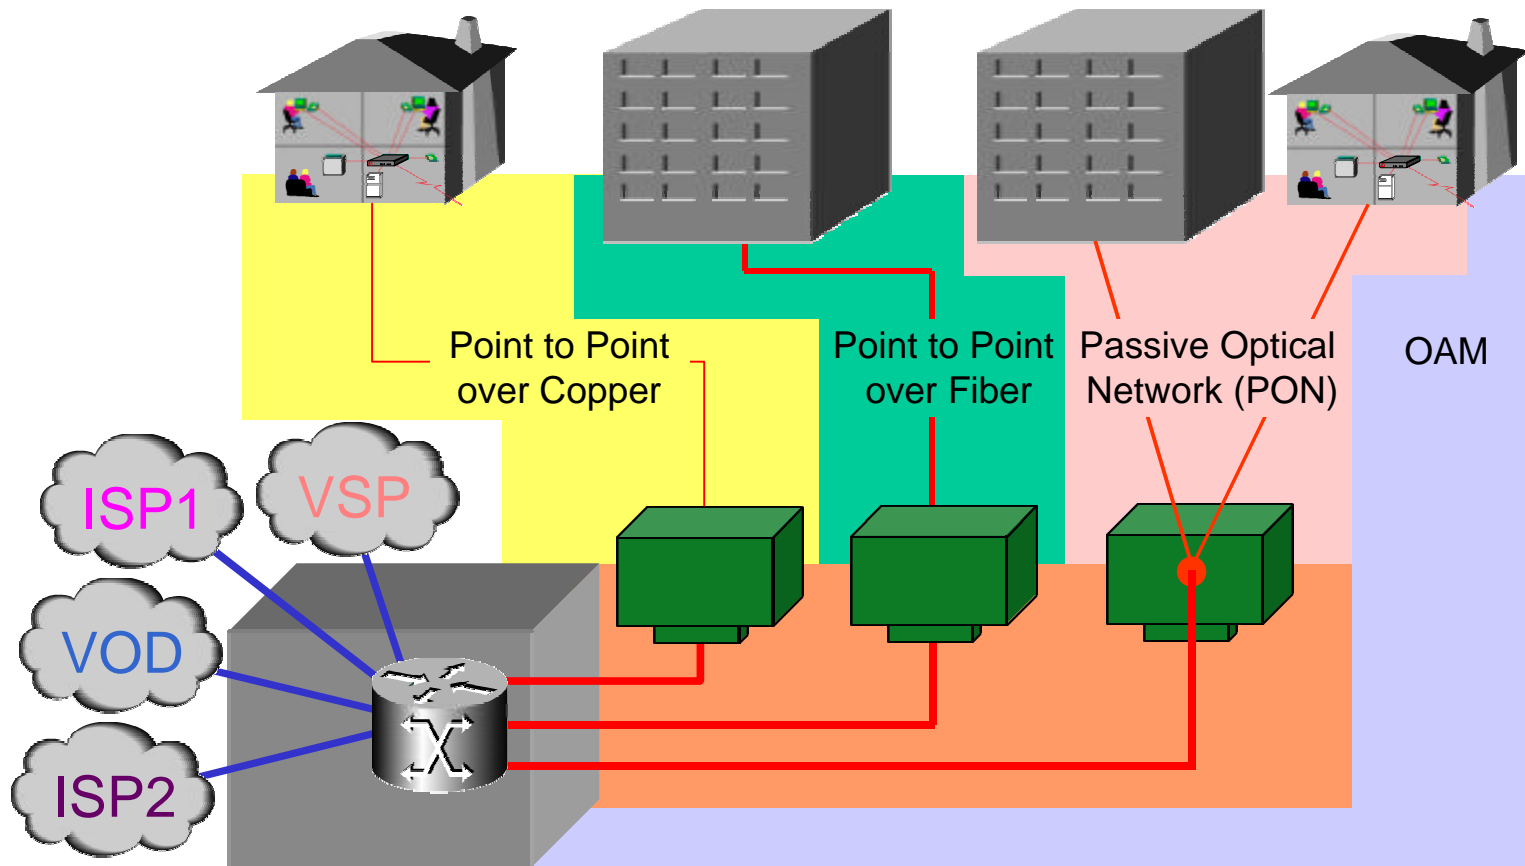 Point to Point
over Copper
Point to Point
over Fiber
Passive Optical
Network (PON)
OAM
ISP1
VSP
VOD
ISP2